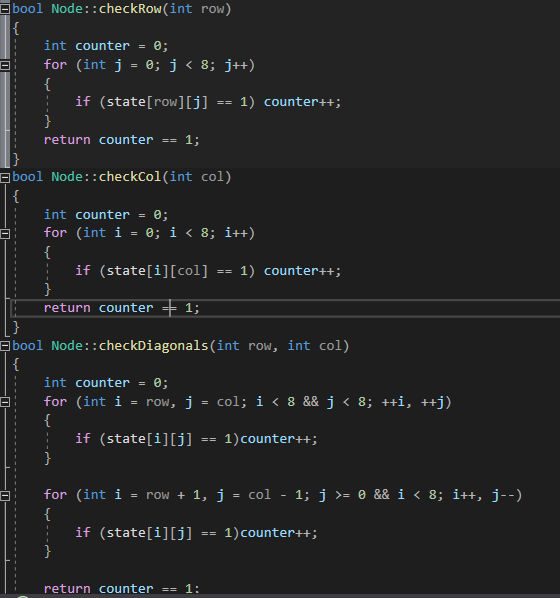 bool Node::checkRow(int row)
{
    int counter = 0;
    for (int j = 0; j < 8; j++)
    {
        if (state[row][j] == 1) counter++;
    }
    return counter == 1;
}
bool Node::checkCol(int col)
{
    int counter = 0;
    for (int i = 0; i < 8; i++)
    {
        if (state[i][col] == 1) counter++;
    }
    return counter == 1;
}
bool Node::checkDiagonals(int row, int col)
{
    int counter = 0;
    for (int i = row, j = col; i < 8 && j < 8; ++i, ++j)
    {
        if (state[i][j] == 1)counter++;
    }

    for (int i = row + 1, j = col - 1; j >= 0 && i < 8; i++, j--)
    {
        if (state[i][j] == 1)counter++;
    }

    return counter == 1;